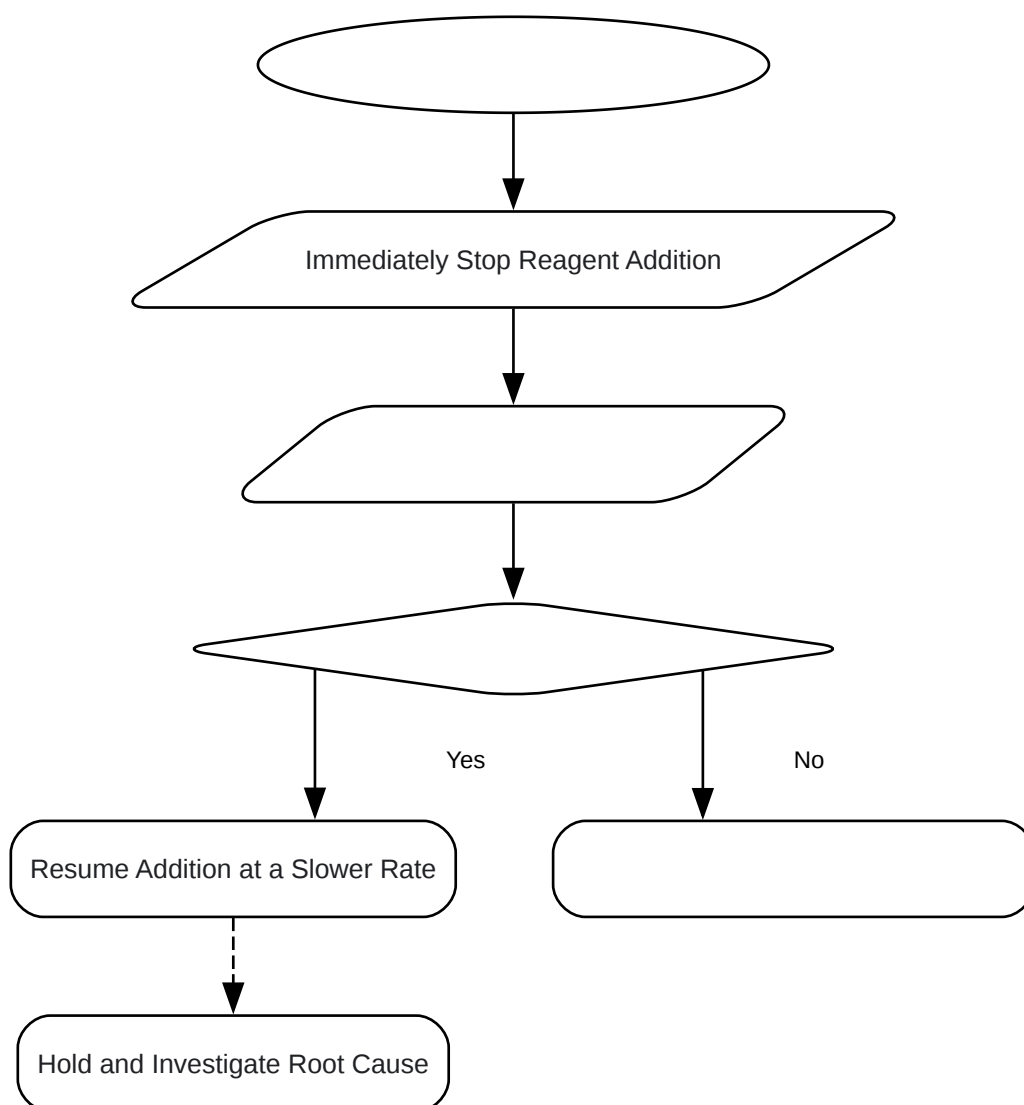 Immediately Stop Reagent Addition
Yes
No
Resume Addition at a Slower Rate
Hold and Investigate Root Cause